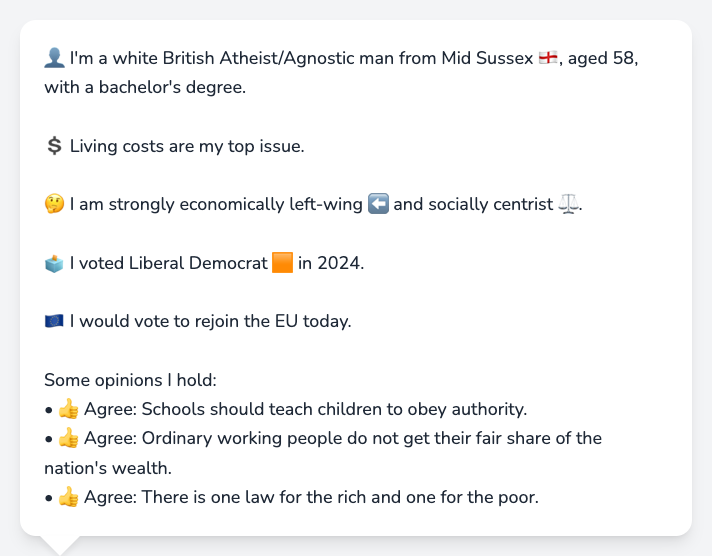 👤 I'm a white British Atheist/Agnostic man from Mid Sussex 🏴󠁧󠁢󠁥󠁮󠁧󠁿, aged 58,
with a bachelor's degree.
💲 Living costs are my top issue.
🤔 I am strongly economically left-wing ⬅️ and socially centrist ⚖️.
🗳️ I voted Liberal Democrat 🟧 in 2024.
🇪🇺 I would vote to rejoin the EU today.
Some opinions I hold:
• 👍 Agree: Schools should teach children to obey authority.
• 👍 Agree: Ordinary working people do not get their fair share of the
nation's wealth.
• 👍 Agree: There is one law for the rich and one for the poor.